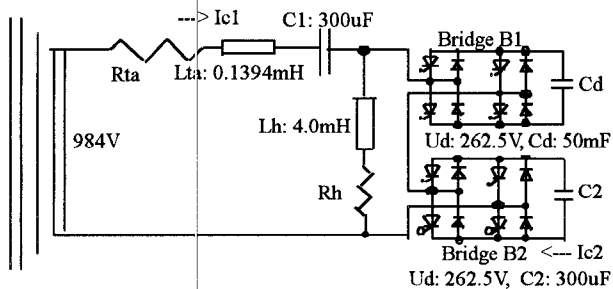 ---> Ic1
C1: 300uF
Rta
Lta: 0.1394mH
Bridge B1
Cd
984V
Lh: 4.0mH
Ud: 262.5V, Cd: 50mF
Rh
C2
Bridge B2
<--- Ic2
Ud: 262.5V, C2: 300uF